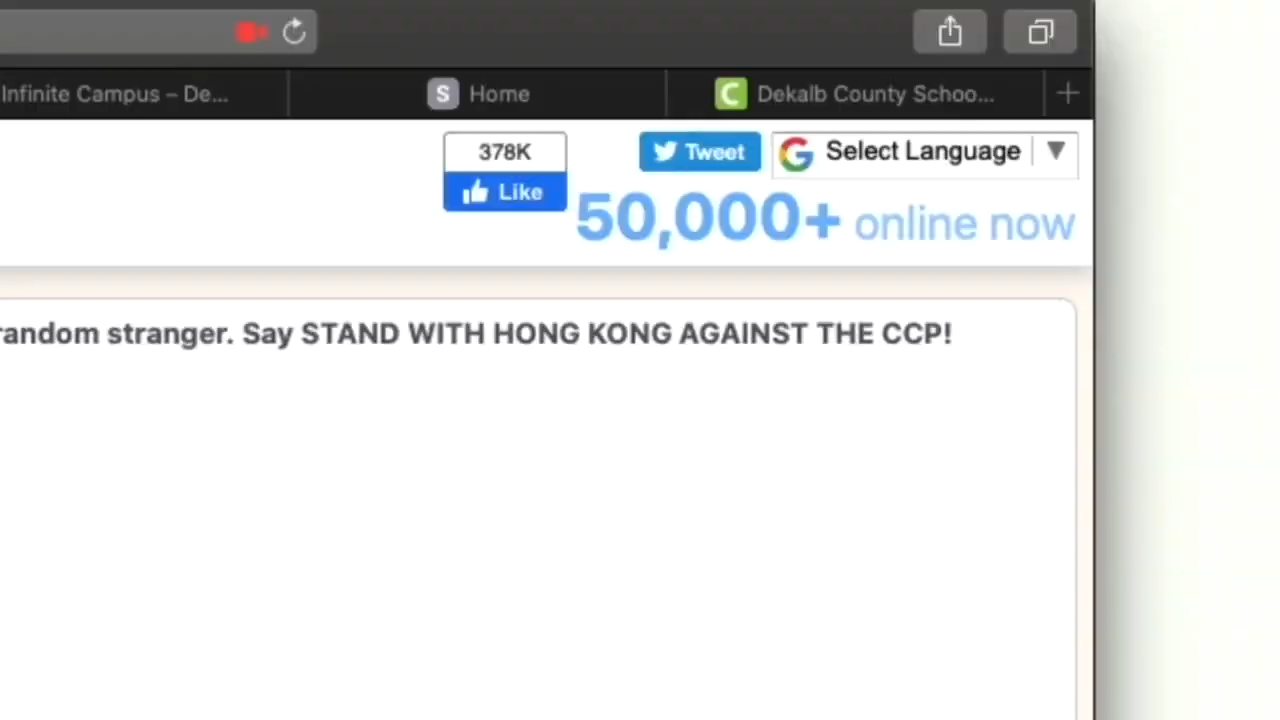 Infinite Campus – De...
S Home
C Dekalb County Schoo...
378K
Like
Tweet
G Select Language ▼
50,000+ online now
random stranger. Say STAND WITH HONG KONG AGAINST THE CCP!